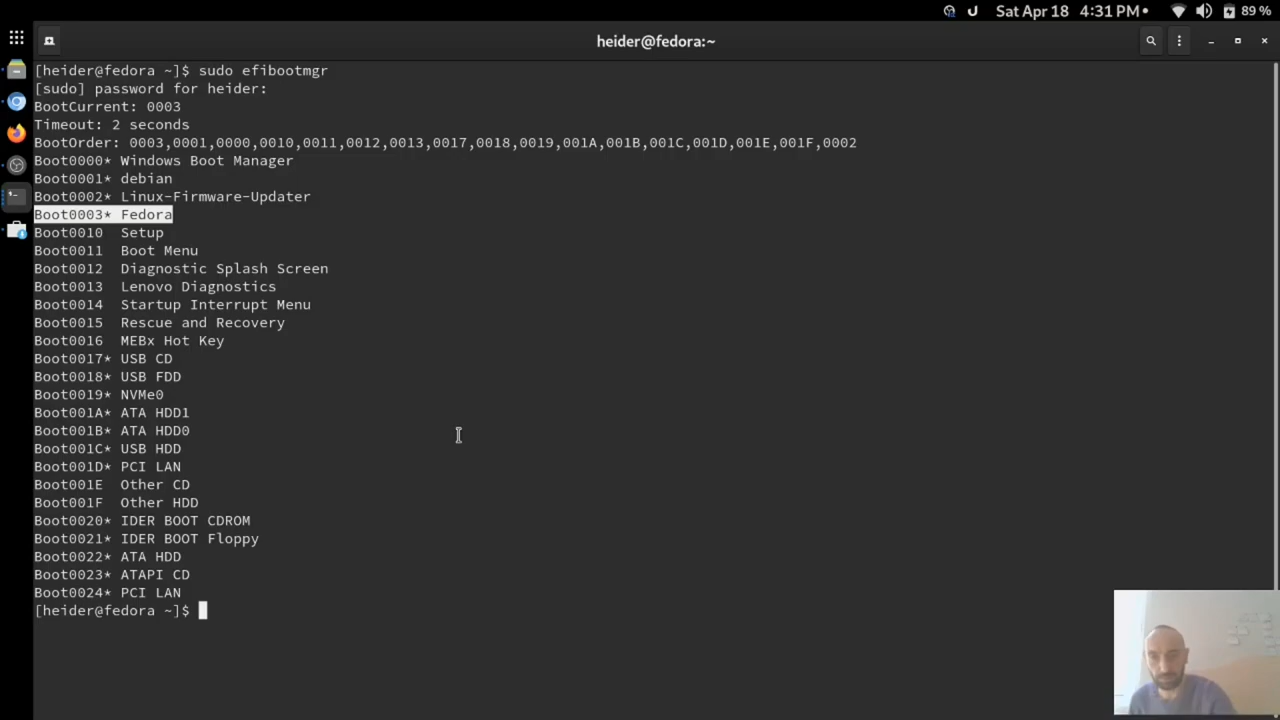 Sat Apr 18 4:31 PM
89 %
heider@fedora:~
[heider@fedora ~]$ sudo efibootmgr
[sudo] password for heider:
BootCurrent: 0003
Timeout: 2 seconds
BootOrder: 0003,0001,0000,0010,0011,0012,0013,0017,0018,0019,001A,001B,001C,001D,001E,001F,0002
Boot0000* Windows Boot Manager
Boot0001* debian
Boot0002* Linux-Firmware-Updater
Boot0003* Fedora
Boot0010  Setup
Boot0011  Boot Menu
Boot0012  Diagnostic Splash Screen
Boot0013  Lenovo Diagnostics
Boot0014  Startup Interrupt Menu
Boot0015  Rescue and Recovery
Boot0016  MEBx Hot Key
Boot0017* USB CD
Boot0018* USB FDD
Boot0019* NVMe0
Boot001A* ATA HDD1
Boot001B* ATA HDD0
Boot001C* USB HDD
Boot001D* PCI LAN
Boot001E  Other CD
Boot001F  Other HDD
Boot0020* IDER BOOT CDROM
Boot0021* IDER BOOT Floppy
Boot0022* ATA HDD
Boot0023* ATAPI CD
Boot0024* PCI LAN
[heider@fedora ~]$